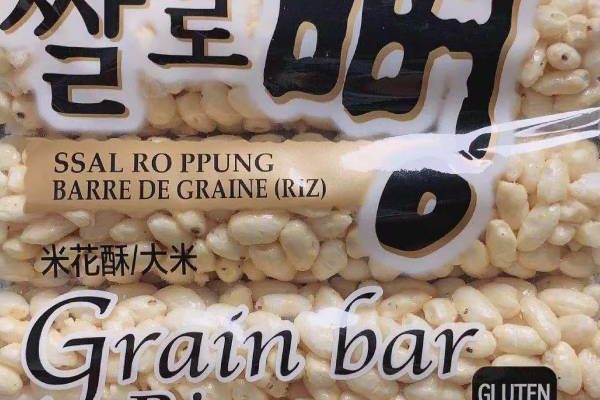 쌀로뻥
SSAL RO PPUNG
BARRE DE GRAINE (RiZ)
米花酥/大米
Grain bar
GLUTEN